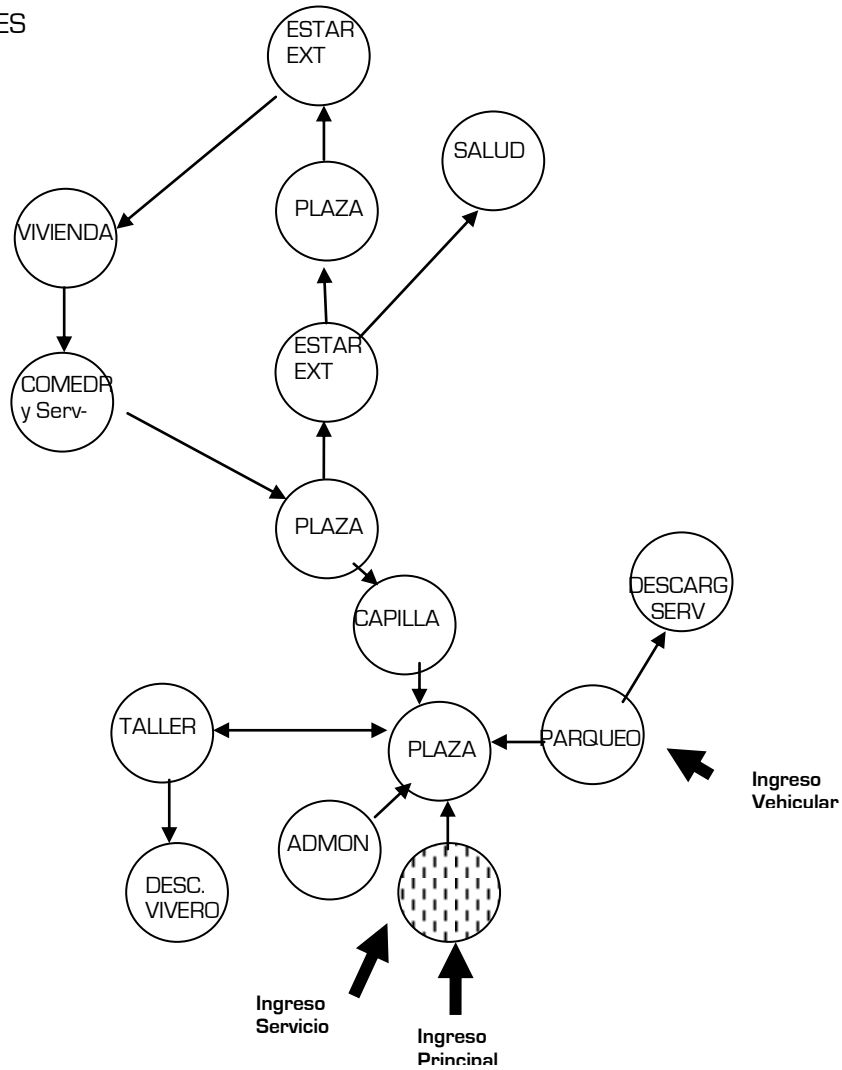 ES
ESTAR
EXT
SALUD
PLAZA
VIVIENDA
ESTAR
EXT
COMEDR
y Serv-
PLAZA
DESCARG
SERV
CAPILLA
TALLER
PLAZA
PARQUEO
Ingreso
Vehicular
ADMON
DESC.
VIVERO
Ingreso
Servicio
Ingreso
Principal